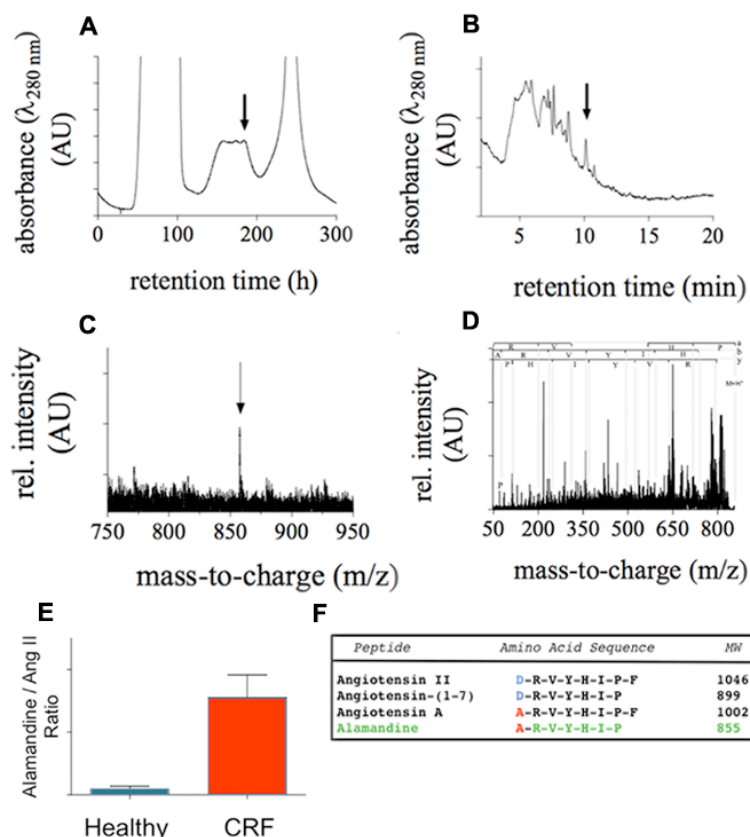 A
absorbance (λ280 nm)
(AU)
0 100 200 300
retention time (h)
B
absorbance (λ280 nm)
(AU)
5 10 15 20
retention time (min)
C
rel. intensity
(AU)
750 800 825 850 925 950
mass-to-charge (m/z)
D
R V H P a
A R V Y I H b
P H I Y V R y
M+H+
P
rel. intensity
(AU)
50 200 350 500 650 800
mass-to-charge (m/z)
E
Alamandine / Ang II
Ratio
Healthy CRF
F
Peptide Amino Acid Sequence MW
Angiotensin II D-R-V-Y-H-I-P-F 1046
Angiotensin-(1-7) D-R-V-Y-H-I-P 899
Angiotensin A A-R-V-Y-H-I-P-F 1002
Alamandine A-R-V-Y-H-I-P 855